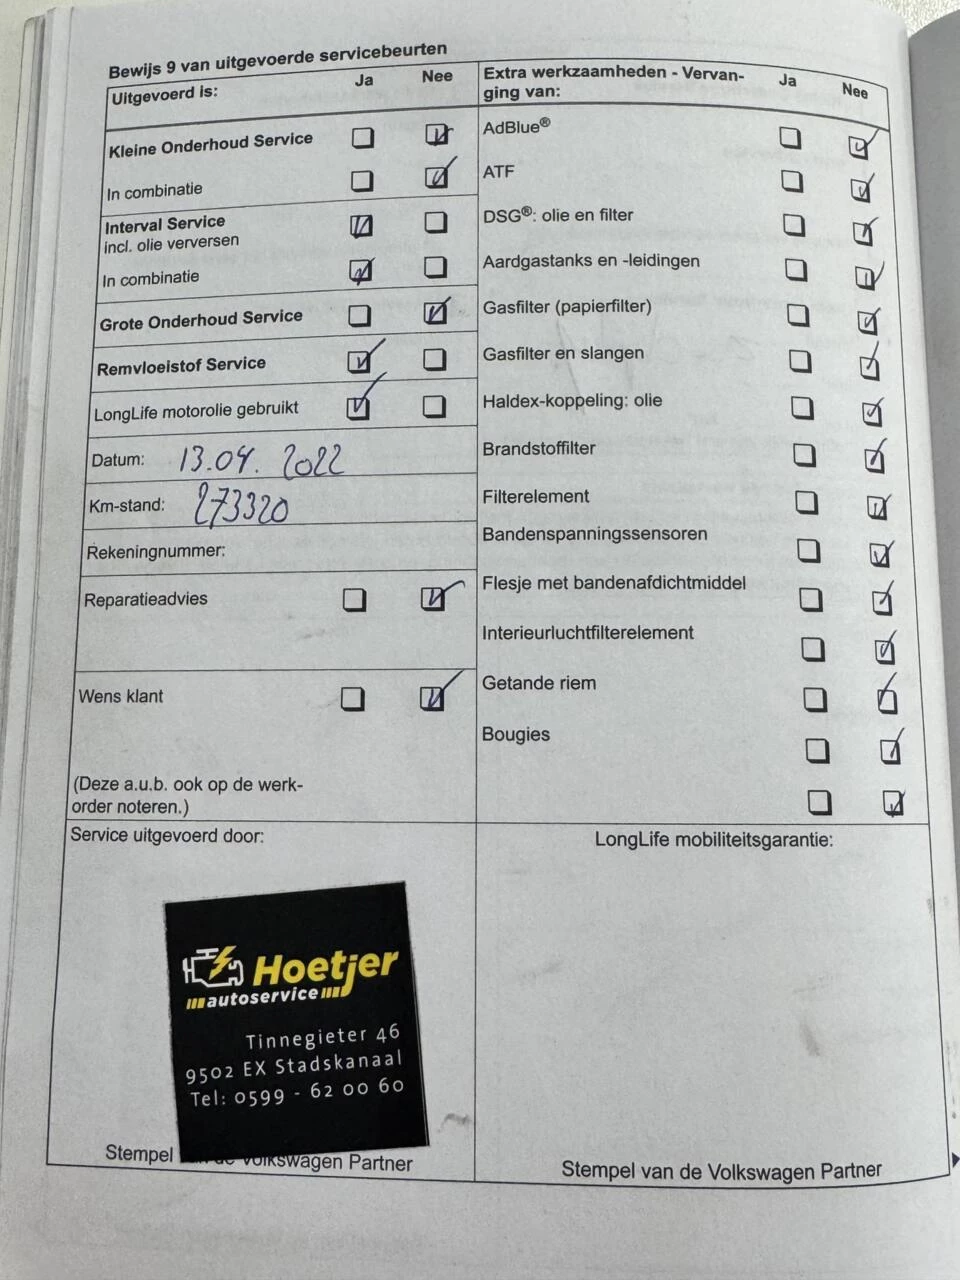 Bewijs 9 van uitgevoerde servicebeurten
Uitgevoerd is: Ja Nee
Kleine Onderhoud Service
In combinatie
Interval Service
incl. olie verversen
In combinatie
Grote Onderhoud Service
Remvloeistof Service
LongLife motorolie gebruikt
Datum: 13.04.2022
Km-stand: 273320
Rekeningnummer:
Reparatieadvies
Wens klant
(Deze a.u.b. ook op de werk-
order noteren.)
Extra werkzaamheden - Vervan-
ging van: Ja Nee
AdBlue®
ATF
DSG®: olie en filter
Aardgastanks en -leidingen
Gasfilter (papierfilter)
Gasfilter en slangen
Haldex-koppeling: olie
Brandstoffilter
Filterelement
Bandenspanningssensoren
Flesje met bandenafdichtmiddel
Interieurluchtfilterelement
Getande riem
Bougies
Service uitgevoerd door:
Hoetjer
autoservice
Tinnegieter 46
9502 EX Stadskanaal
Tel: 0599 - 62 00 60
Stempel van de Volkswagen Partner
LongLife mobiliteitsgarantie:
Stempel van de Volkswagen Partner